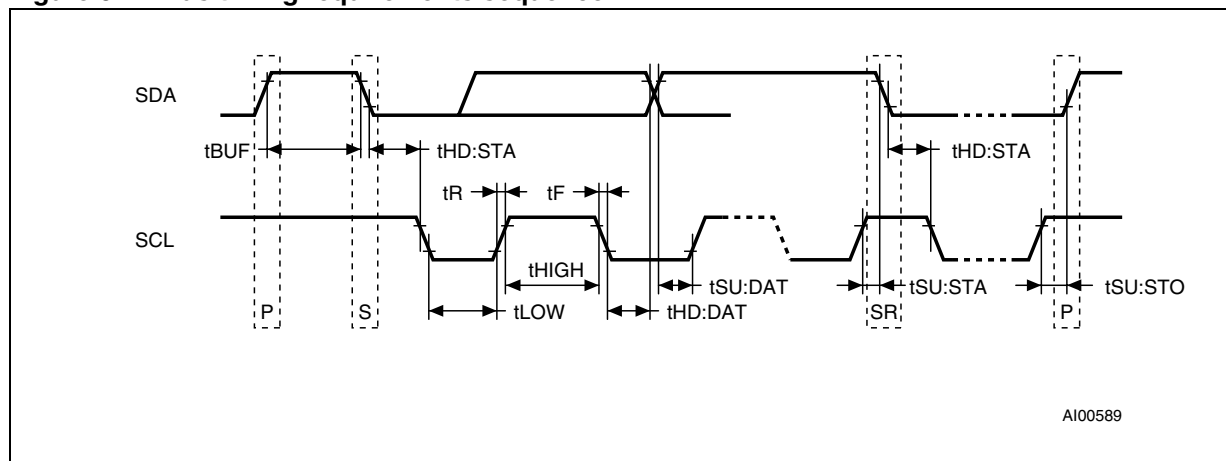 SDA
tBUF
tHD:STA
tHD:STA
tR
tF
SCL
tHIGH
tSU:DAT
tSU:STA
tSU:STO
P
S
tLOW
tHD:DAT
SR
P
AI00589